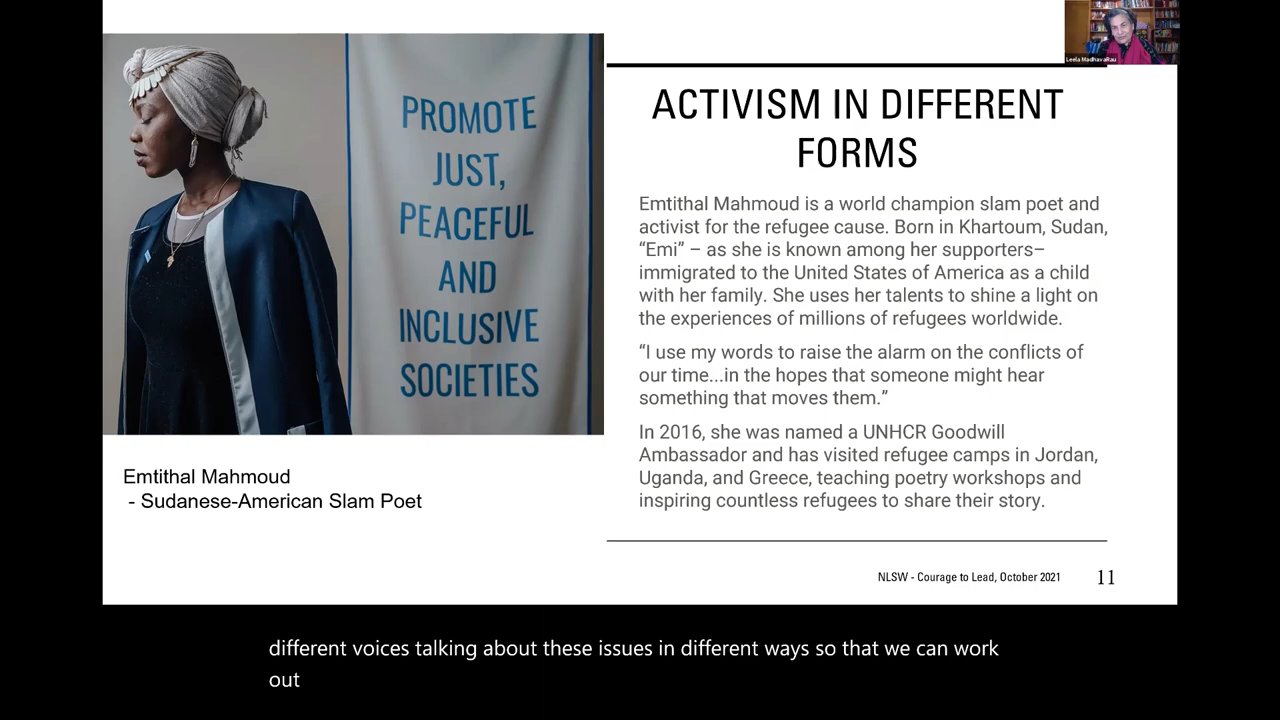 Leela MadhavaRau
PROMOTE
JUST,
PEACEFUL
AND
INCLUSIVE
SOCIETIES
ACTIVISM IN DIFFERENT
FORMS
Emtithal Mahmoud is a world champion slam poet and
activist for the refugee cause. Born in Khartoum, Sudan,
“Emi” – as she is known among her supporters–
immigrated to the United States of America as a child
with her family. She uses her talents to shine a light on
the experiences of millions of refugees worldwide.
“I use my words to raise the alarm on the conflicts of
our time...in the hopes that someone might hear
something that moves them.”
In 2016, she was named a UNHCR Goodwill
Ambassador and has visited refugee camps in Jordan,
Uganda, and Greece, teaching poetry workshops and
inspiring countless refugees to share their story.
Emtithal Mahmoud
- Sudanese-American Slam Poet
NLSW - Courage to Lead, October 2021
11
different voices talking about these issues in different ways so that we can work
out